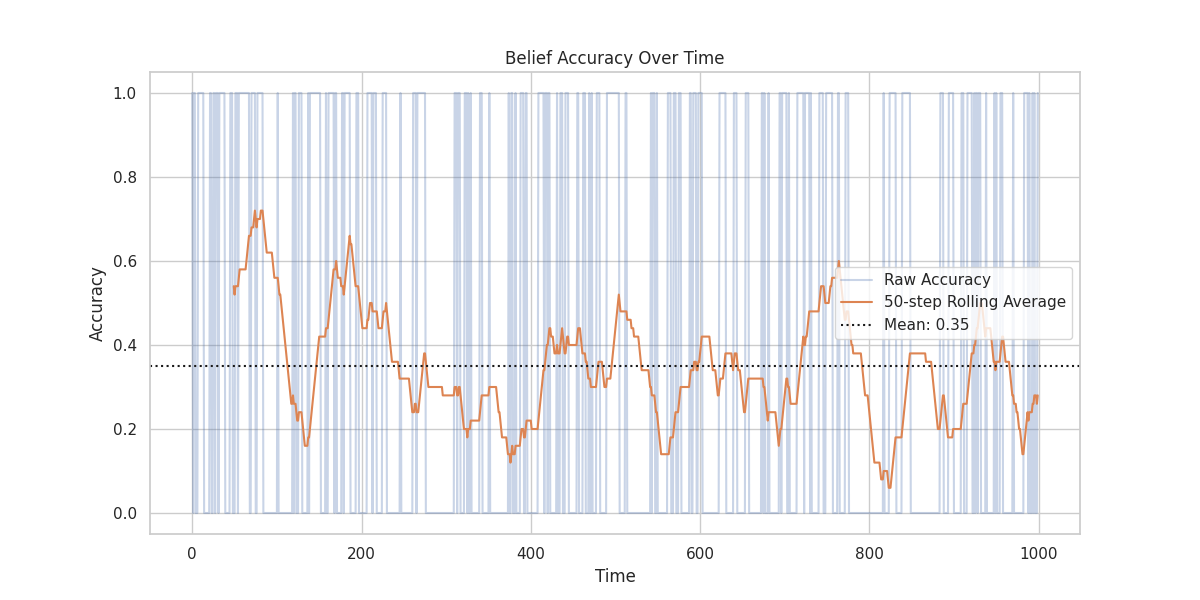 Belief Accuracy Over Time
Accuracy
1.0
0.8
0.6
0.4
0.2
0.0
Raw Accuracy
50-step Rolling Average
Mean: 0.35
0 200 400 600 800 1000
Time